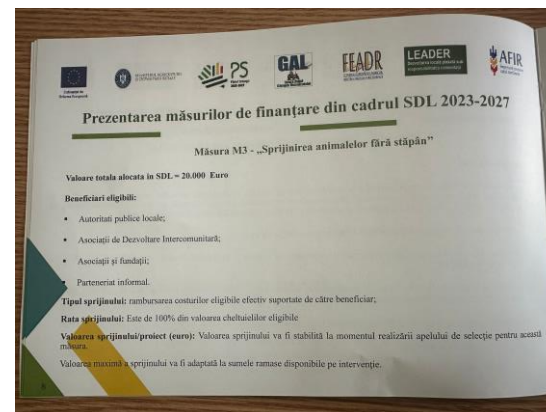 PS
GAL
FEADR
LEADER
AFIR
Prezentarea măsurilor de finanțare din cadrul SDL 2023-2027
Măsura M3 - „Sprijinirea animalelor fără stăpân”
Valoare totala alocata in SDL = 20.000 Euro
Beneficiari eligibili:
• Autoritati publice locale;
• Asociații de Dezvoltare Intercomunitară;
• Asociații și fundații;
Parteneriat informal.
Tipul sprijinului: rambursarea costurilor eligibile efectiv suportate de către beneficiar;
Rata sprijinului: Este de 100% din valoarea cheltuielilor eligibile
Valoarea sprijinului/proiect (euro): Valoarea sprijinului va fi stabilită la momentul realizării apelului de selecție pentru această
măsura.
Valoarea maximă a sprijinului va fi adaptată la sumele ramase disponibile pe intervenție.